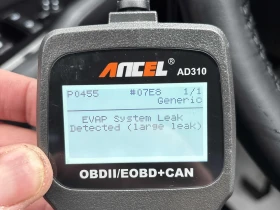 ANCEL®
AD310
P0455 #07E8 1/1
Generic
EVAP System Leak
Detected (large leak)
OBDII/EOBD+CAN